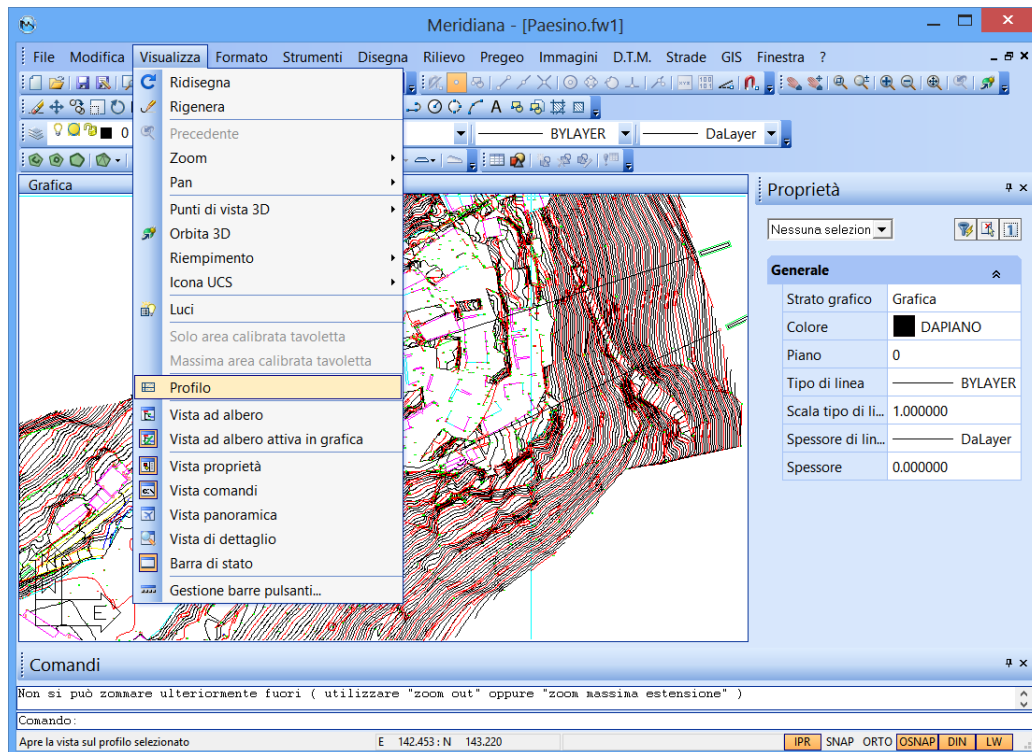 Meridiana - [Paesino.fw1]
File Modifica Visualizza Formato Strumenti Disegna Rilievo Pregeo Immagini D.T.M. Strade GIS Finestra ?
0 BYLAYER DaLayer
Grafica
Ridisegna
Rigenera
Precedente
Zoom
Pan
Punti di vista 3D
Orbita 3D
Riempimento
Icona UCS
Luci
Solo area calibrata tavoletta
Massima area calibrata tavoletta
Profilo
Vista ad albero
Vista ad albero attiva in grafica
Vista proprietà
Vista comandi
Vista panoramica
Vista di dettaglio
Barra di stato
Gestione barre pulsanti...
N
E
Proprietà
Nessuna selezion
Generale
Strato grafico Grafica
Colore DAPIANO
Piano 0
Tipo di linea BYLAYER
Scala tipo di li... 1.000000
Spessore di lin... DaLayer
Spessore 0.000000
Comandi
Non si può zommare ulteriormente fuori ( utilizzare "zoom out" oppure "zoom massima estensione" )
Comando:
Apre la vista sul profilo selezionato E 142.453 : N 143.220 IPR SNAP ORTO OSNAP DIN LW